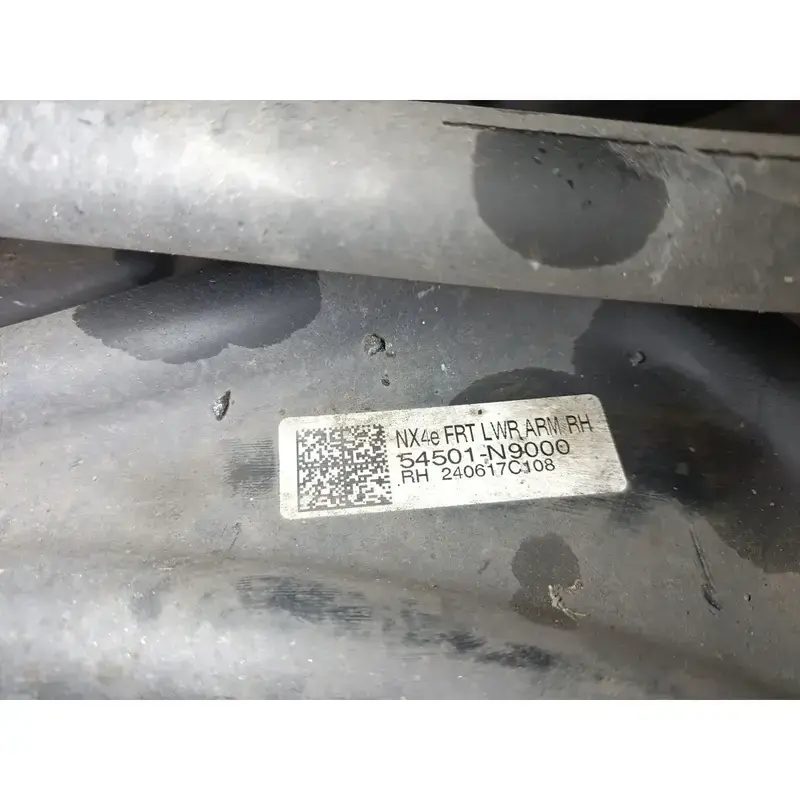 NX4e FRT LWR ARM RH
54501-N9000
RH 240617C108